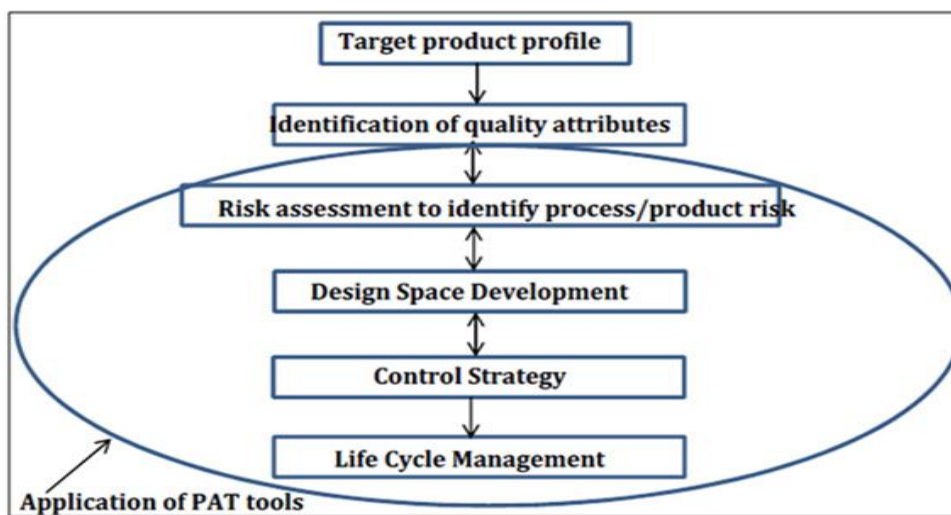 Target product profile
Identification of quality attributes
Risk assessment to identify process/product risk
Design Space Development
Control Strategy
Life Cycle Management
Application of PAT tools